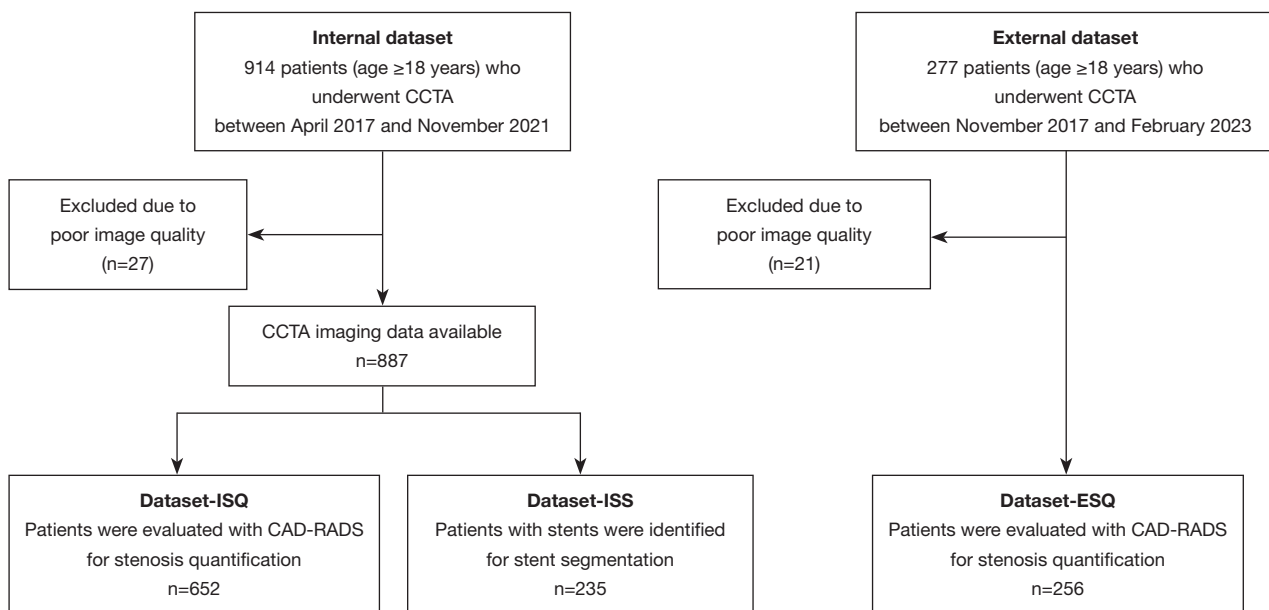 Internal dataset
914 patients (age ≥18 years) who
underwent CCTA
between April 2017 and November 2021
External dataset
277 patients (age ≥18 years) who
underwent CCTA
between November 2017 and February 2023
Excluded due to
poor image quality
(n=27)
Excluded due to
poor image quality
(n=21)
CCTA imaging data available
n=887
Dataset-ISQ
Patients were evaluated with CAD-RADS
for stenosis quantification
n=652
Dataset-ISS
Patients with stents were identified
for stent segmentation
n=235
Dataset-ESQ
Patients were evaluated with CAD-RADS
for stenosis quantification
n=256